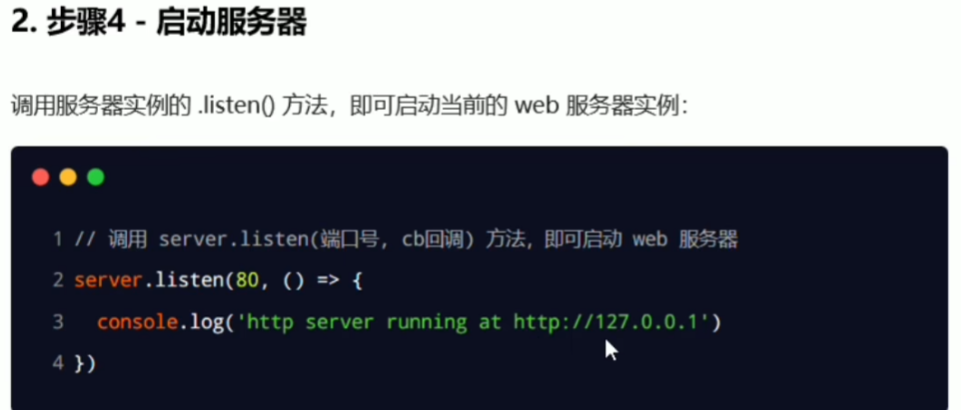 2. 步骤4 - 启动服务器
调用服务器实例的 .listen() 方法，即可启动当前的 web 服务器实例：
1 // 调用 server.listen(端口号, cb回调) 方法，即可启动 web 服务器
2 server.listen(80, () => {
3   console.log('http server running at http://127.0.0.1')
4 })